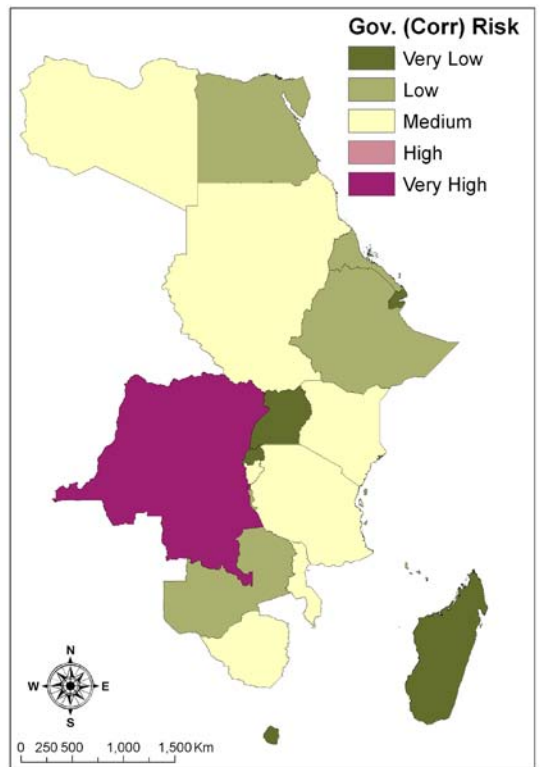 Gov. (Corr) Risk
Very Low
Low
Medium
High
Very High
N
W E
S
0 250 500 1,000 1,500 Km